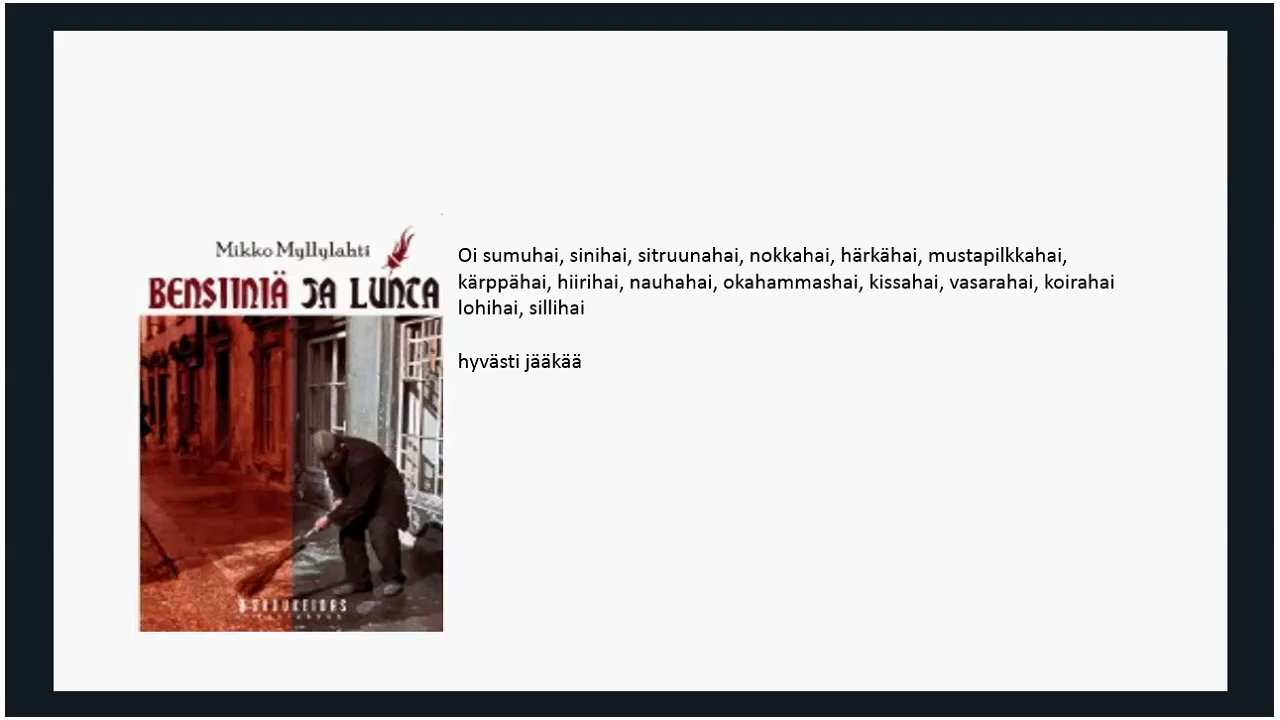 Mikko Myllylahti
BENSIINIÄ JA LUNTA
Oi sumuhai, sinihai, sitruunahai, nokkahai, härkähai, mustapilkkahai,
kärppähai, hiirihai, nauhahai, okahammashai, kissahai, vasarahai, koirahai
lohihai, sillihai
hyvästi jääkää